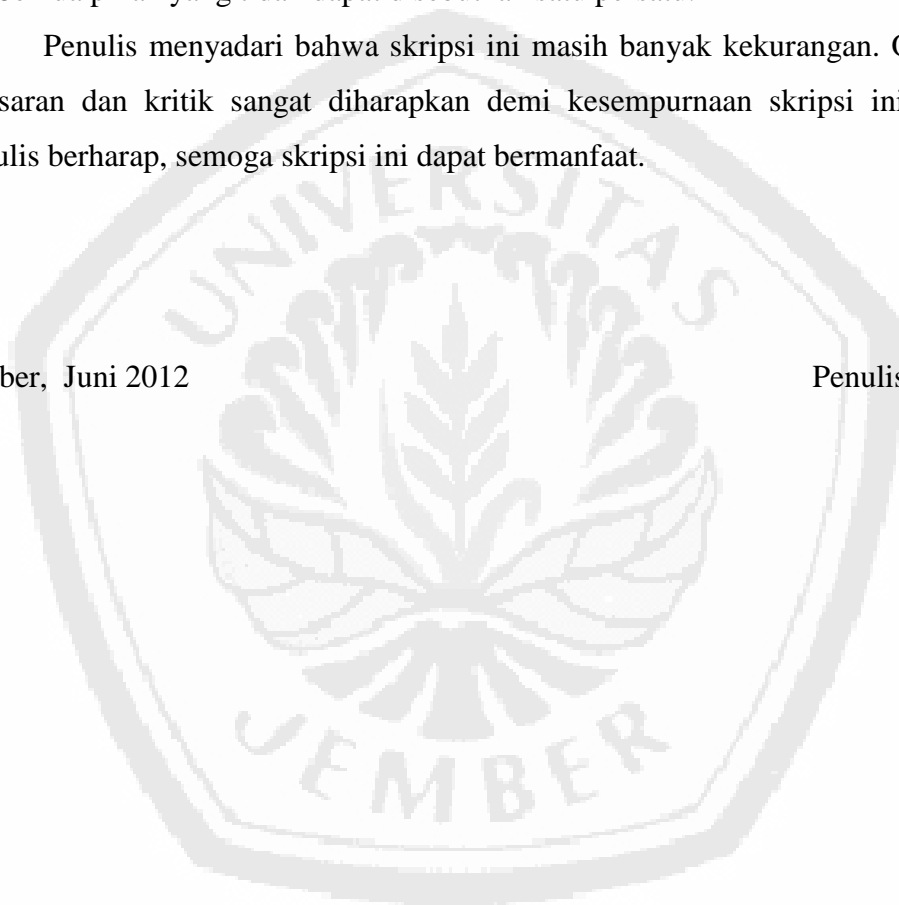 Penulis menyadari bahwa skripsi ini masih banyak kekurangan.
saran dan kritik sangat diharapkan demi kesempurnaan skripsi ini
ulis berharap, semoga skripsi ini dapat bermanfaat.
UNIVERSITAS
ber, Juni 2012 Penulis
JEMBER